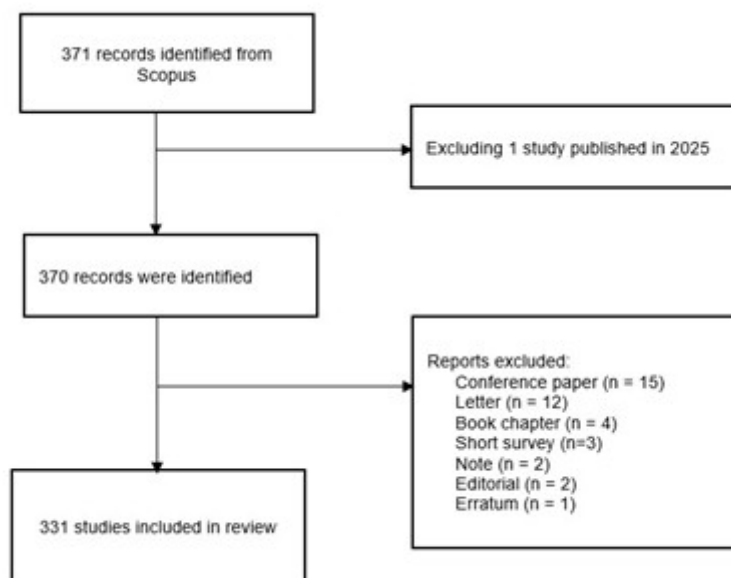 371 records identified from
Scopus
Excluding 1 study published in 2025
370 records were identified
Reports excluded:
Conference paper (n = 15)
Letter (n = 12)
Book chapter (n = 4)
Short survey (n=3)
Note (n = 2)
Editorial (n = 2)
Erratum (n = 1)
331 studies included in review